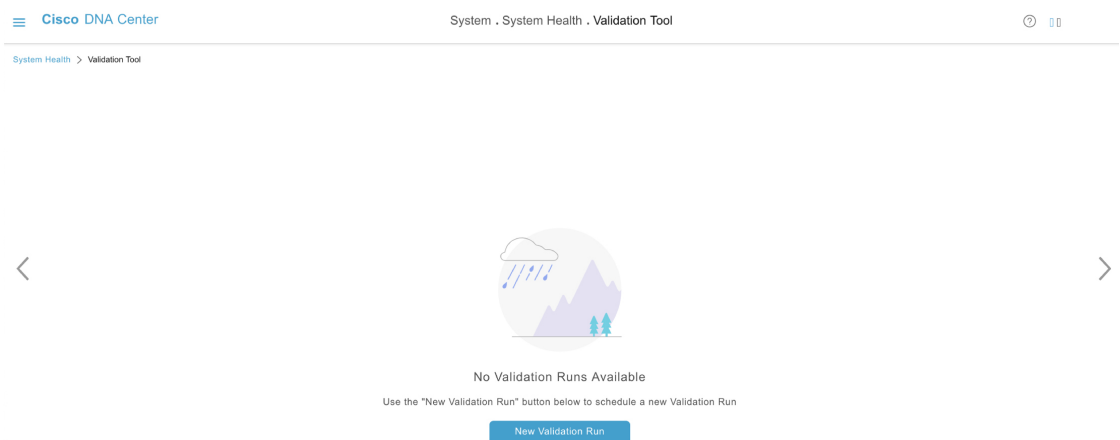 Cisco DNA Center
System . System Health . Validation Tool
System Health > Validation Tool
No Validation Runs Available
Use the "New Validation Run" button below to schedule a new Validation Run
New Validation Run